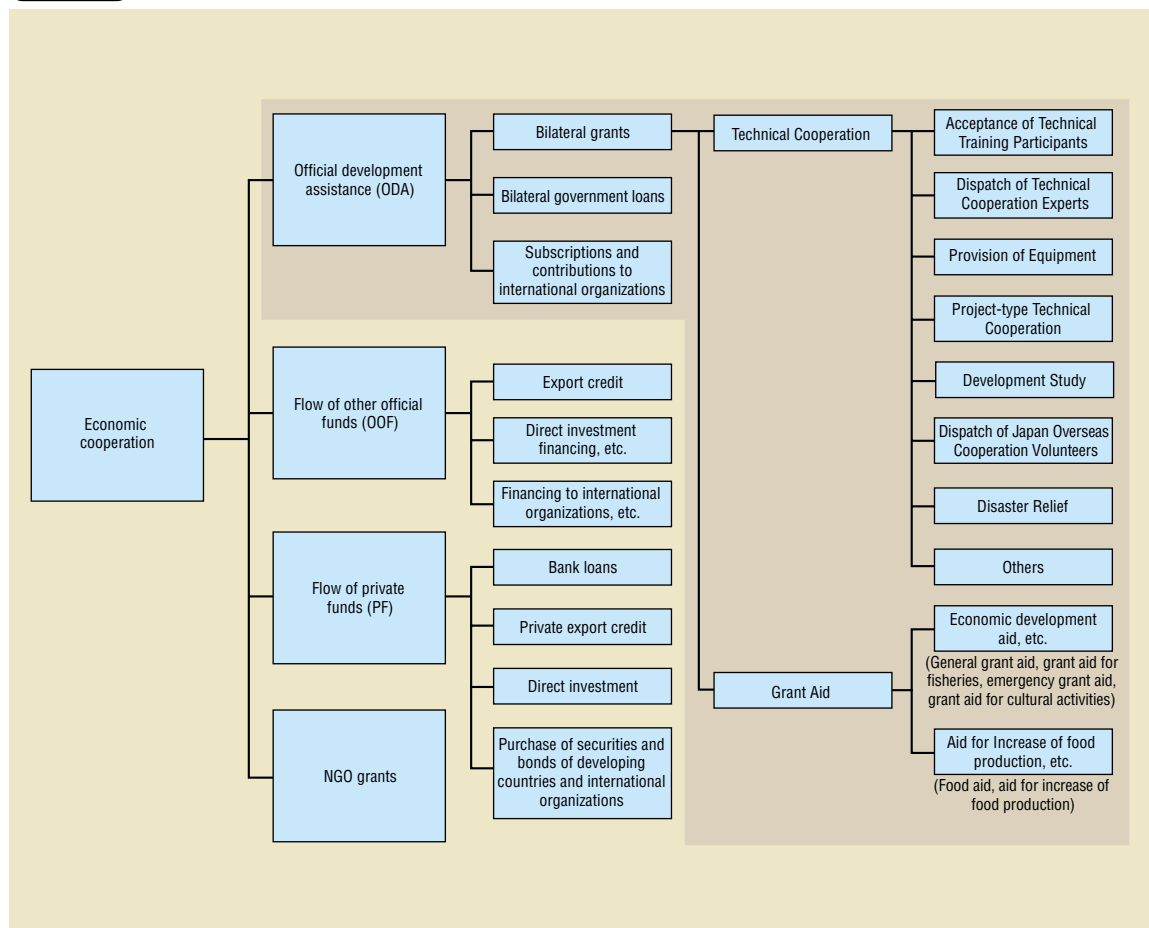 Economic
cooperation
Official development
assistance (ODA)
Bilateral grants
Bilateral government loans
Subscriptions and
contributions to
international organizations
Technical Cooperation
Acceptance of Technical
Training Participants
Dispatch of Technical
Cooperation Experts
Provision of Equipment
Project-type Technical
Cooperation
Development Study
Dispatch of Japan Overseas
Cooperation Volunteers
Disaster Relief
Others
Grant Aid
Economic development
aid, etc.
(General grant aid, grant aid for
fisheries, emergency grant aid,
grant aid for cultural activities)
Aid for Increase of food
production, etc.
(Food aid, aid for increase of
food production)
Flow of other official
funds (OOF)
Export credit
Direct investment
financing, etc.
Financing to international
organizations, etc.
Flow of private
funds (PF)
Bank loans
Private export credit
Direct investment
Purchase of securities and
bonds of developing
countries and international
organizations
NGO grants